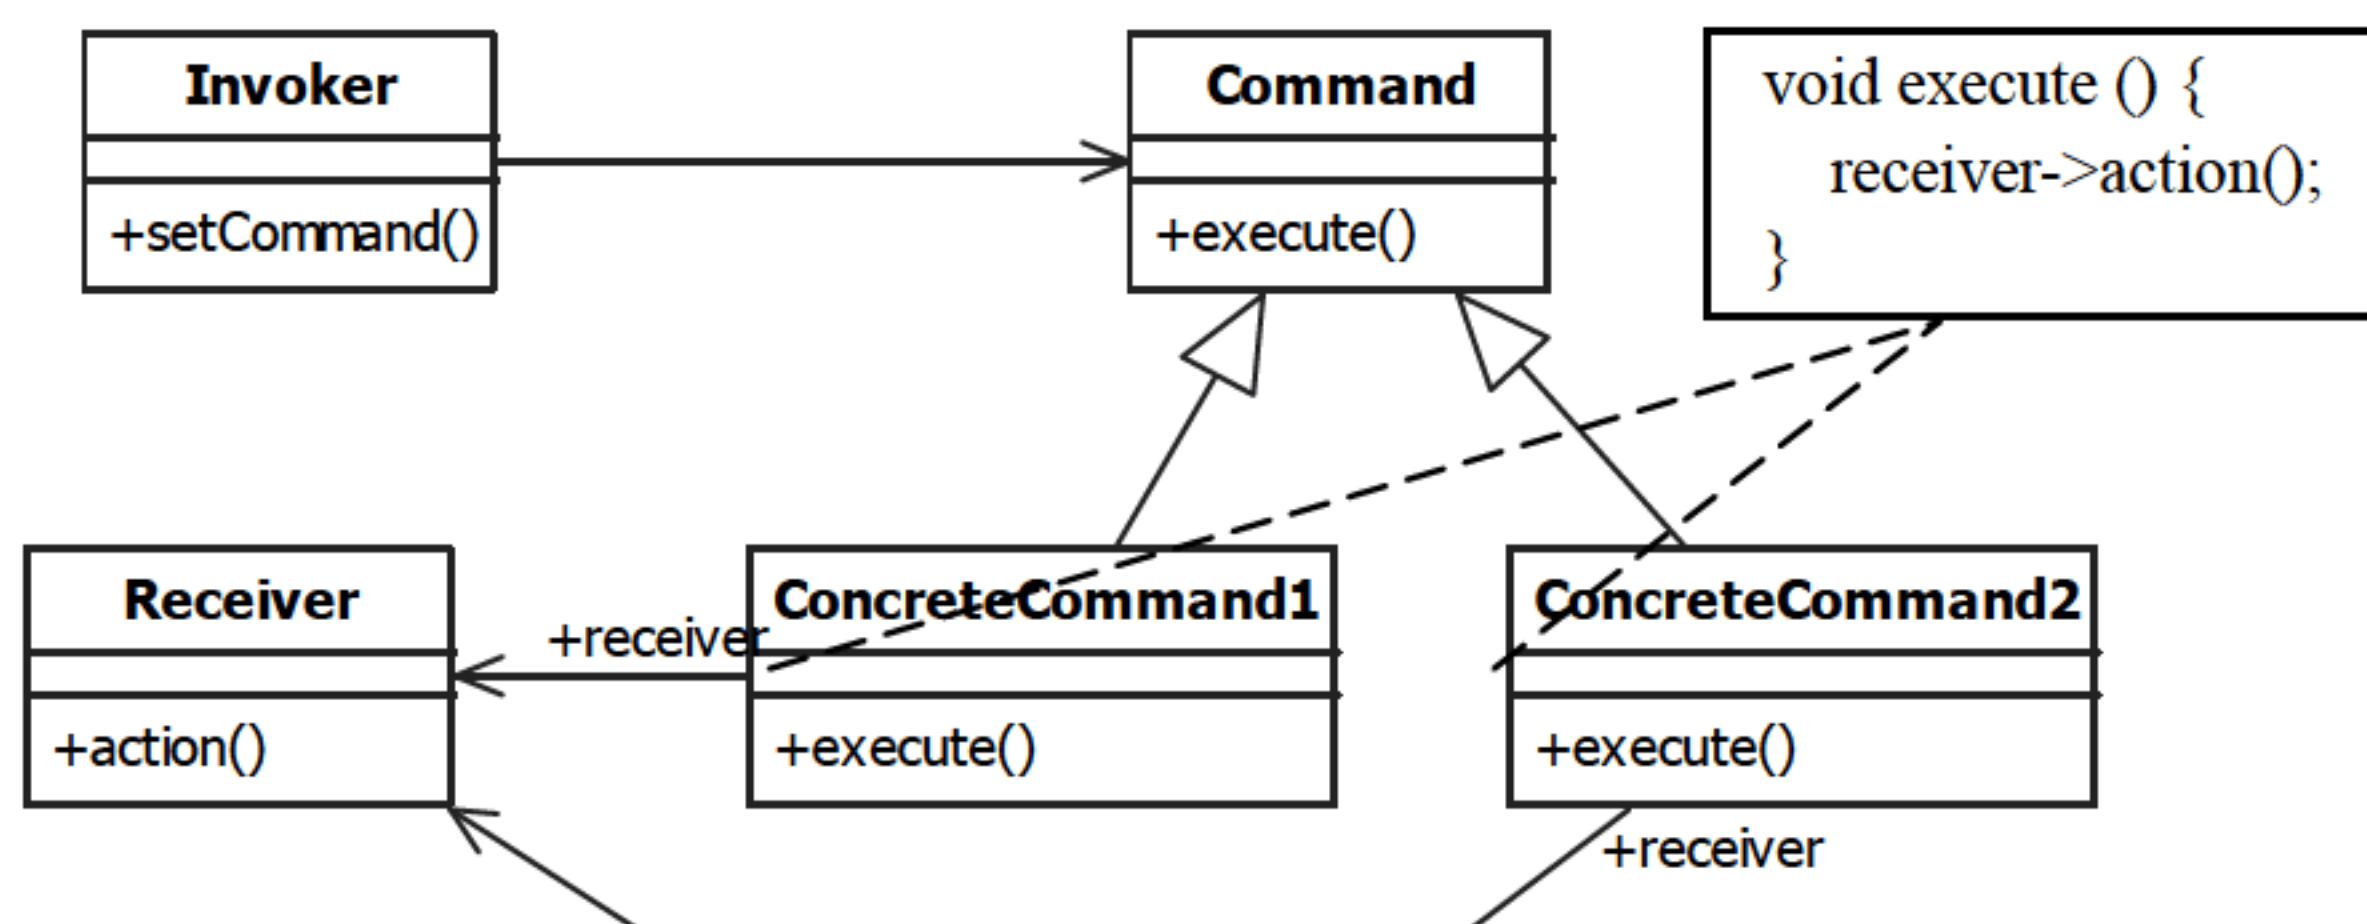 Invoker
+setCommand()
Command
+execute()
void execute () {
receiver->action();
}
Receiver
+action()
+receiver
ConcreteCommand1
+execute()
ConcreteCommand2
+execute()
+receiver